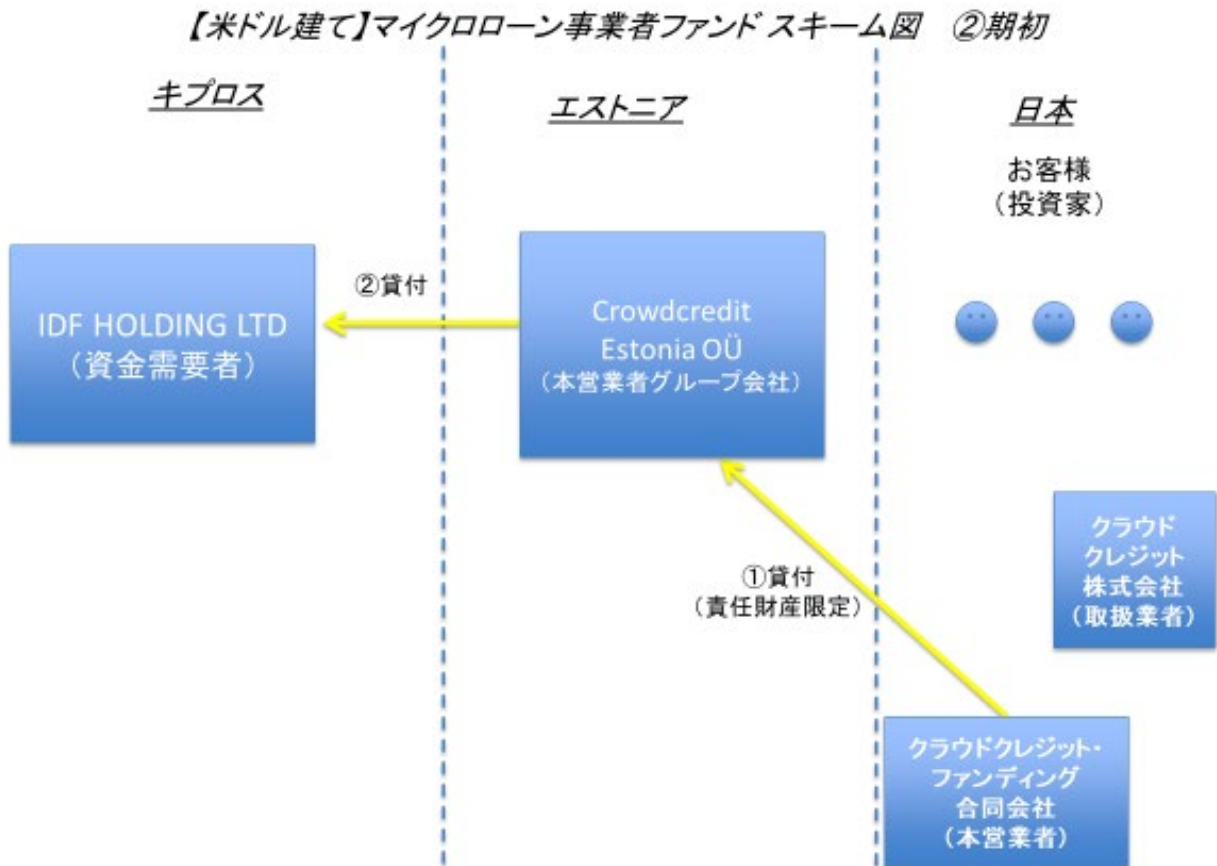 【米ドル建て】マイクロローン事業者ファンド スキーム図　②期初
キプロス
エストニア
日本
お客様
（投資家）
IDF HOLDING LTD
（資金需要者）
②貸付
Crowdcredit
Estonia OÜ
（本営業者グループ会社）
①貸付
（責任財産限定）
クラウド
クレジット
株式会社
（取扱業者）
クラウドクレジット・
ファンディング
合同会社
（本営業者）